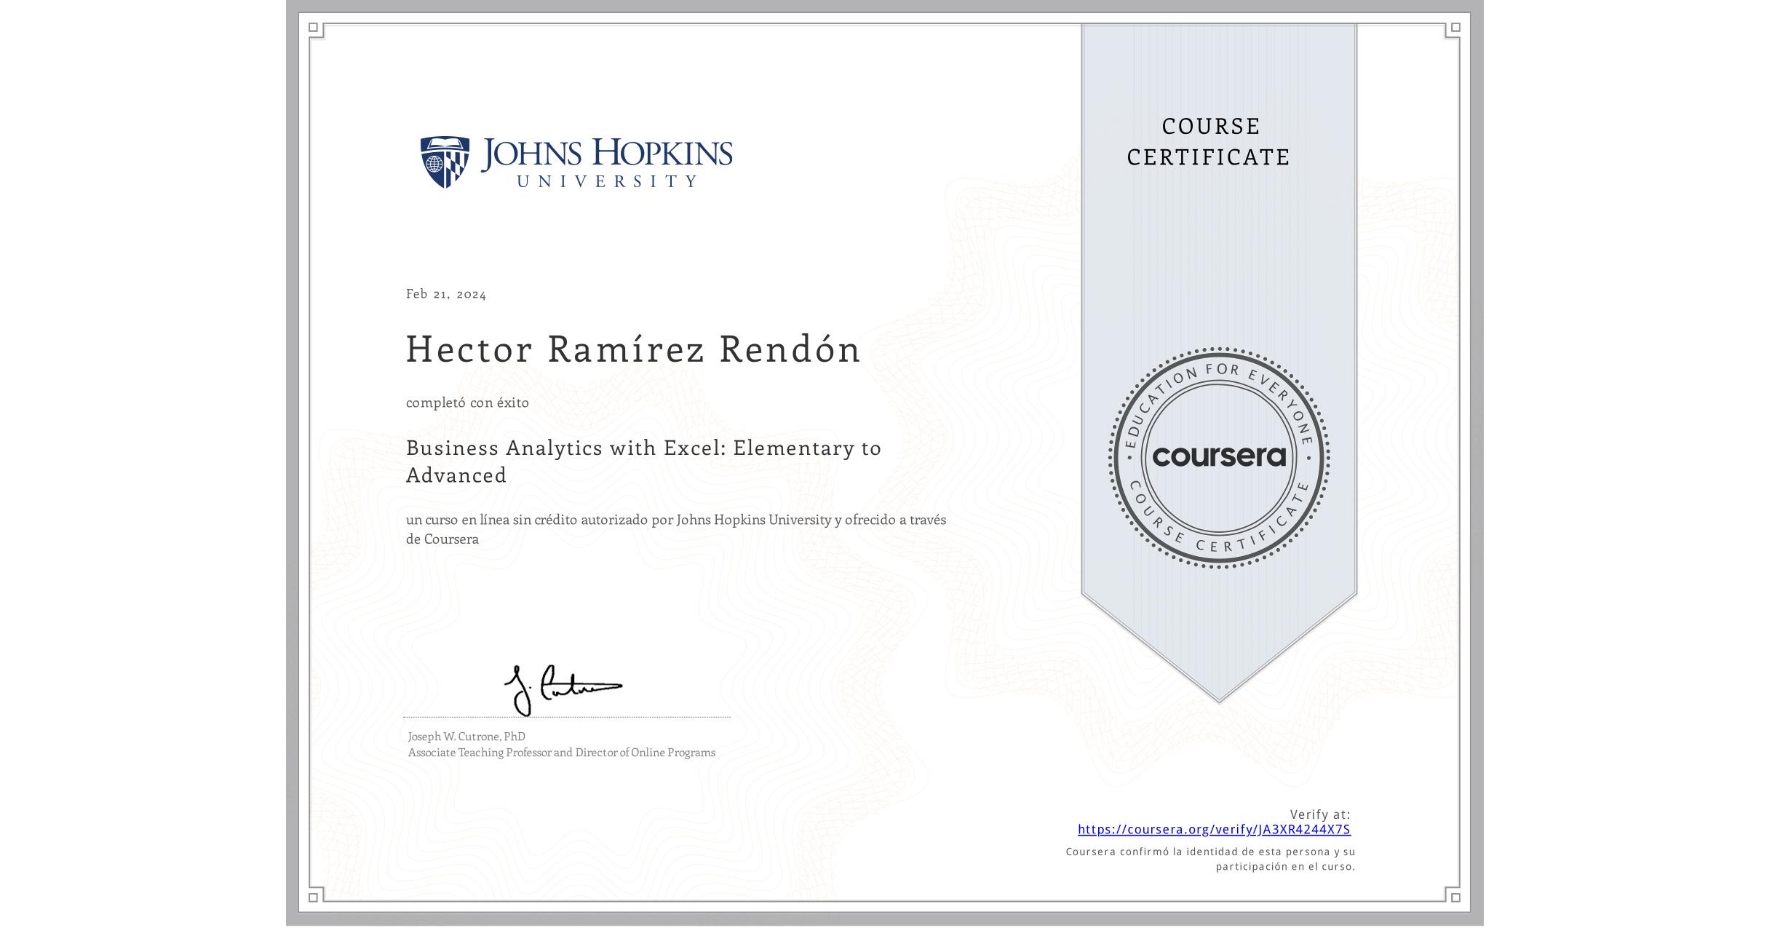 JOHNS HOPKINS
UNIVERSITY
COURSE
CERTIFICATE
Feb 21, 2024
Hector Ramírez Rendón
completó con éxito
Business Analytics with Excel: Elementary to
Advanced
un curso en línea sin crédito autorizado por Johns Hopkins University y ofrecido a través
de Coursera
EDUCATION FOR EVERYONE
coursera
COURSE CERTIFICATE
J. Cutrone
Joseph W. Cutrone, PhD
Associate Teaching Professor and Director of Online Programs
Verify at:
https://coursera.org/verify/JA3XR4244X7S
Coursera confirmó la identidad de esta persona y su
participación en el curso.